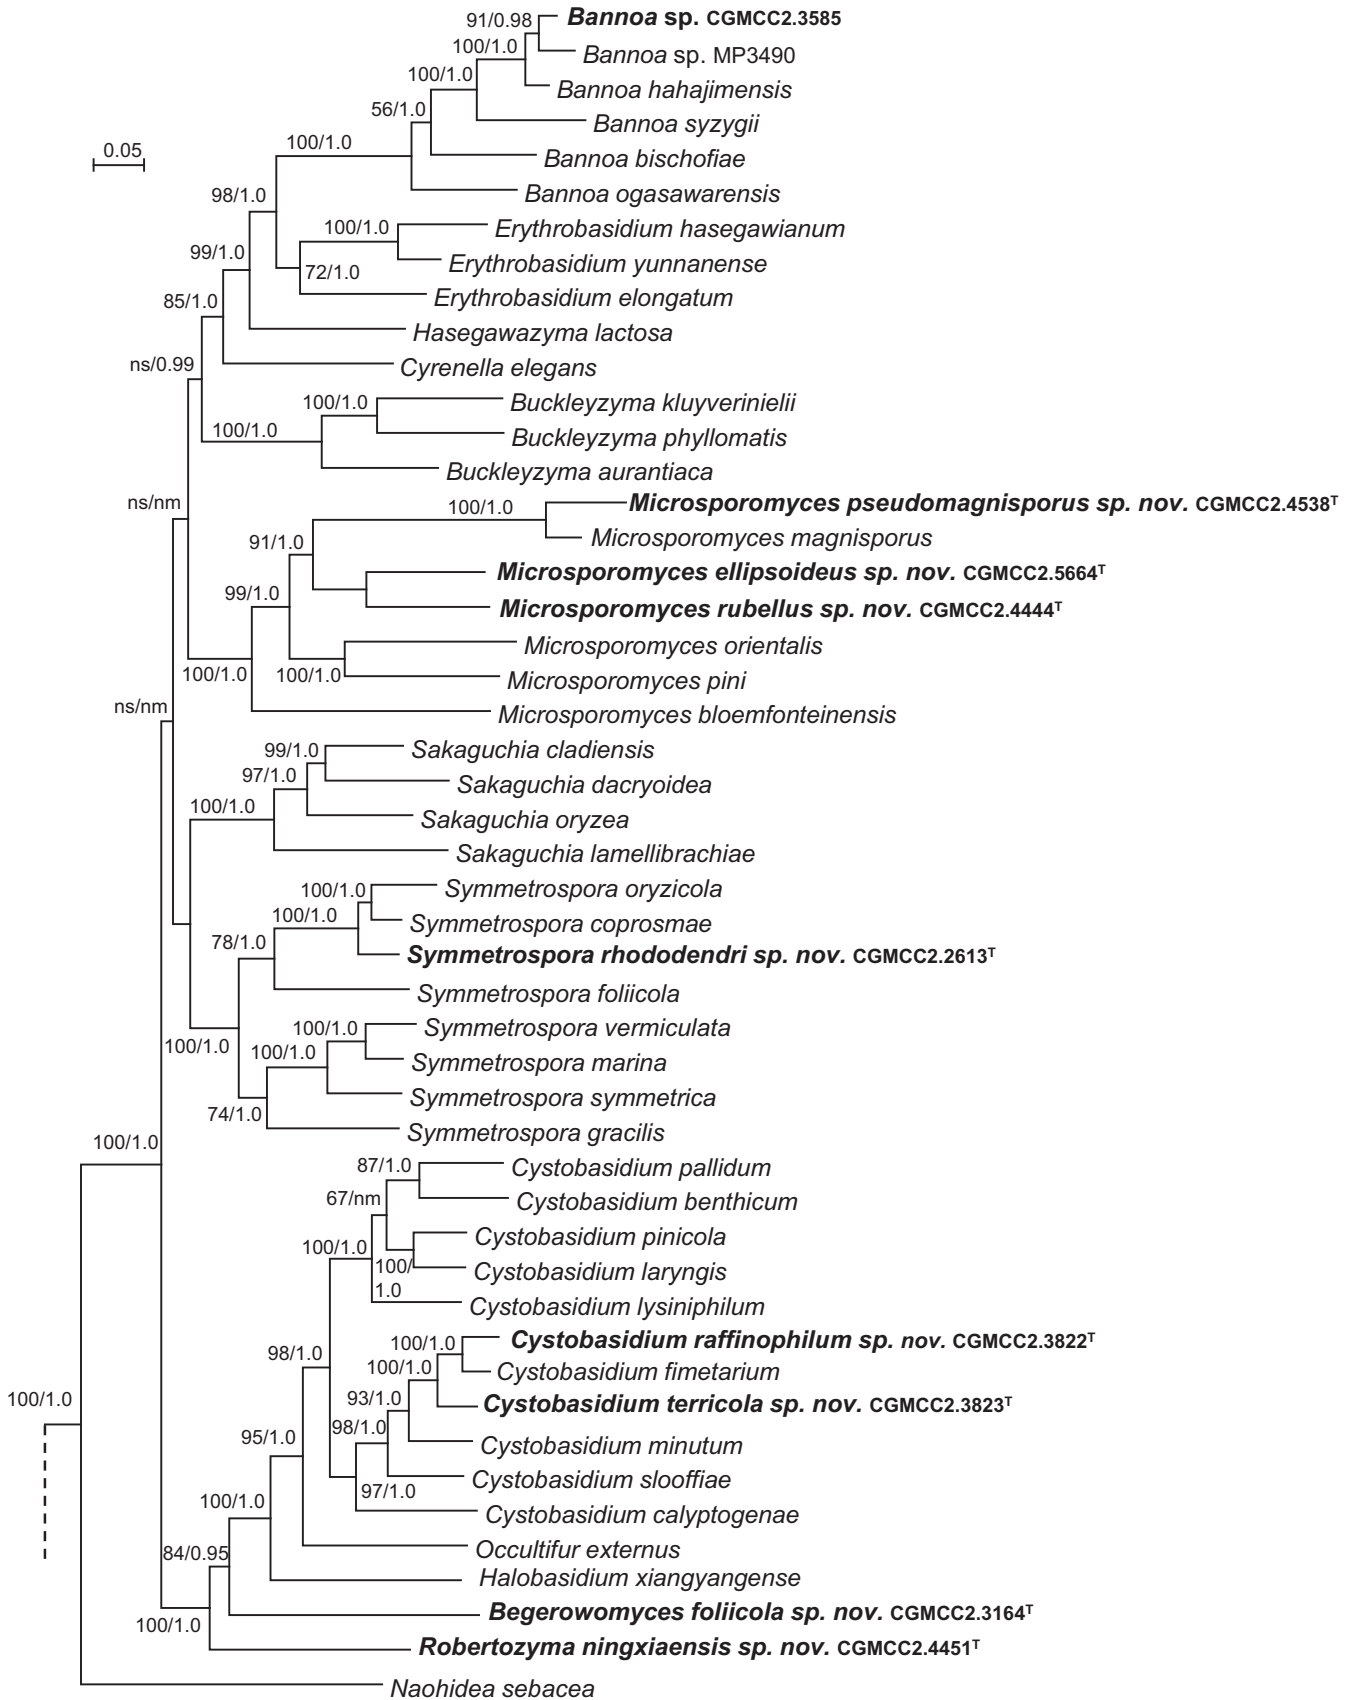 91/0.98
Bannoa sp. CGMCC2.3585
100/1.0
Bannoa sp. MP3490
100/1.0
Bannoa hahajimensis
56/1.0
Bannoa syzygii
100/1.0
0.05
Bannoa bischofiae
98/1.0
Bannoa ogasawarensis
100/1.0
Erythrobasidium hasegawianum
99/1.0
72/1.0
Erythrobasidium yunnanense
85/1.0
Erythrobasidium elongatum
Hasegawazyma lactosa
ns/0.99
Cyrenella elegans
100/1.0
Buckleyzyma kluyverinielii
100/1.0
Buckleyzyma phyllomatis
Buckleyzyma aurantiaca
ns/nm
100/1.0
Microsporomyces pseudomagnisporus sp. nov. CGMCC2.4538T
91/1.0
Microsporomyces magnisporus
Microsporomyces ellipsoideus sp. nov. CGMCC2.5664T
99/1.0
Microsporomyces rubellus sp. nov. CGMCC2.4444T
Microsporomyces orientalis
100/1.0
100/1.0
Microsporomyces pini
ns/nm
Microsporomyces bloemfonteinensis
99/1.0
Sakaguchia cladiensis
97/1.0
Sakaguchia dacryoidea
100/1.0
Sakaguchia oryzea
Sakaguchia lamellibrachiae
100/1.0
Symmetrospora oryzicola
100/1.0
Symmetrospora coprosmae
78/1.0
Symmetrospora rhododendri sp. nov. CGMCC2.2613T
Symmetrospora foliicola
100/1.0
Symmetrospora vermiculata
100/1.0
100/1.0
Symmetrospora marina
Symmetrospora symmetrica
74/1.0
Symmetrospora gracilis
100/1.0
87/1.0
Cystobasidium pallidum
67/nm
Cystobasidium benthicum
Cystobasidium pinicola
100/1.0
100/
1.0
Cystobasidium laryngis
Cystobasidium lysiniphilum
100/1.0
Cystobasidium raffinophilum sp. nov. CGMCC2.3822T
98/1.0
100/1.0
Cystobasidium fimetarium
100/1.0
93/1.0
Cystobasidium terricola sp. nov. CGMCC2.3823T
95/1.0
98/1.0
Cystobasidium minutum
Cystobasidium slooffiae
97/1.0
100/1.0
Cystobasidium calyptogenae
84/0.95
Occultifur externus
Halobasidium xiangyangense
Begerowomyces foliicola sp. nov. CGMCC2.3164T
100/1.0
Robertozyma ningxiaensis sp. nov. CGMCC2.4451T
Naohidea sebacea